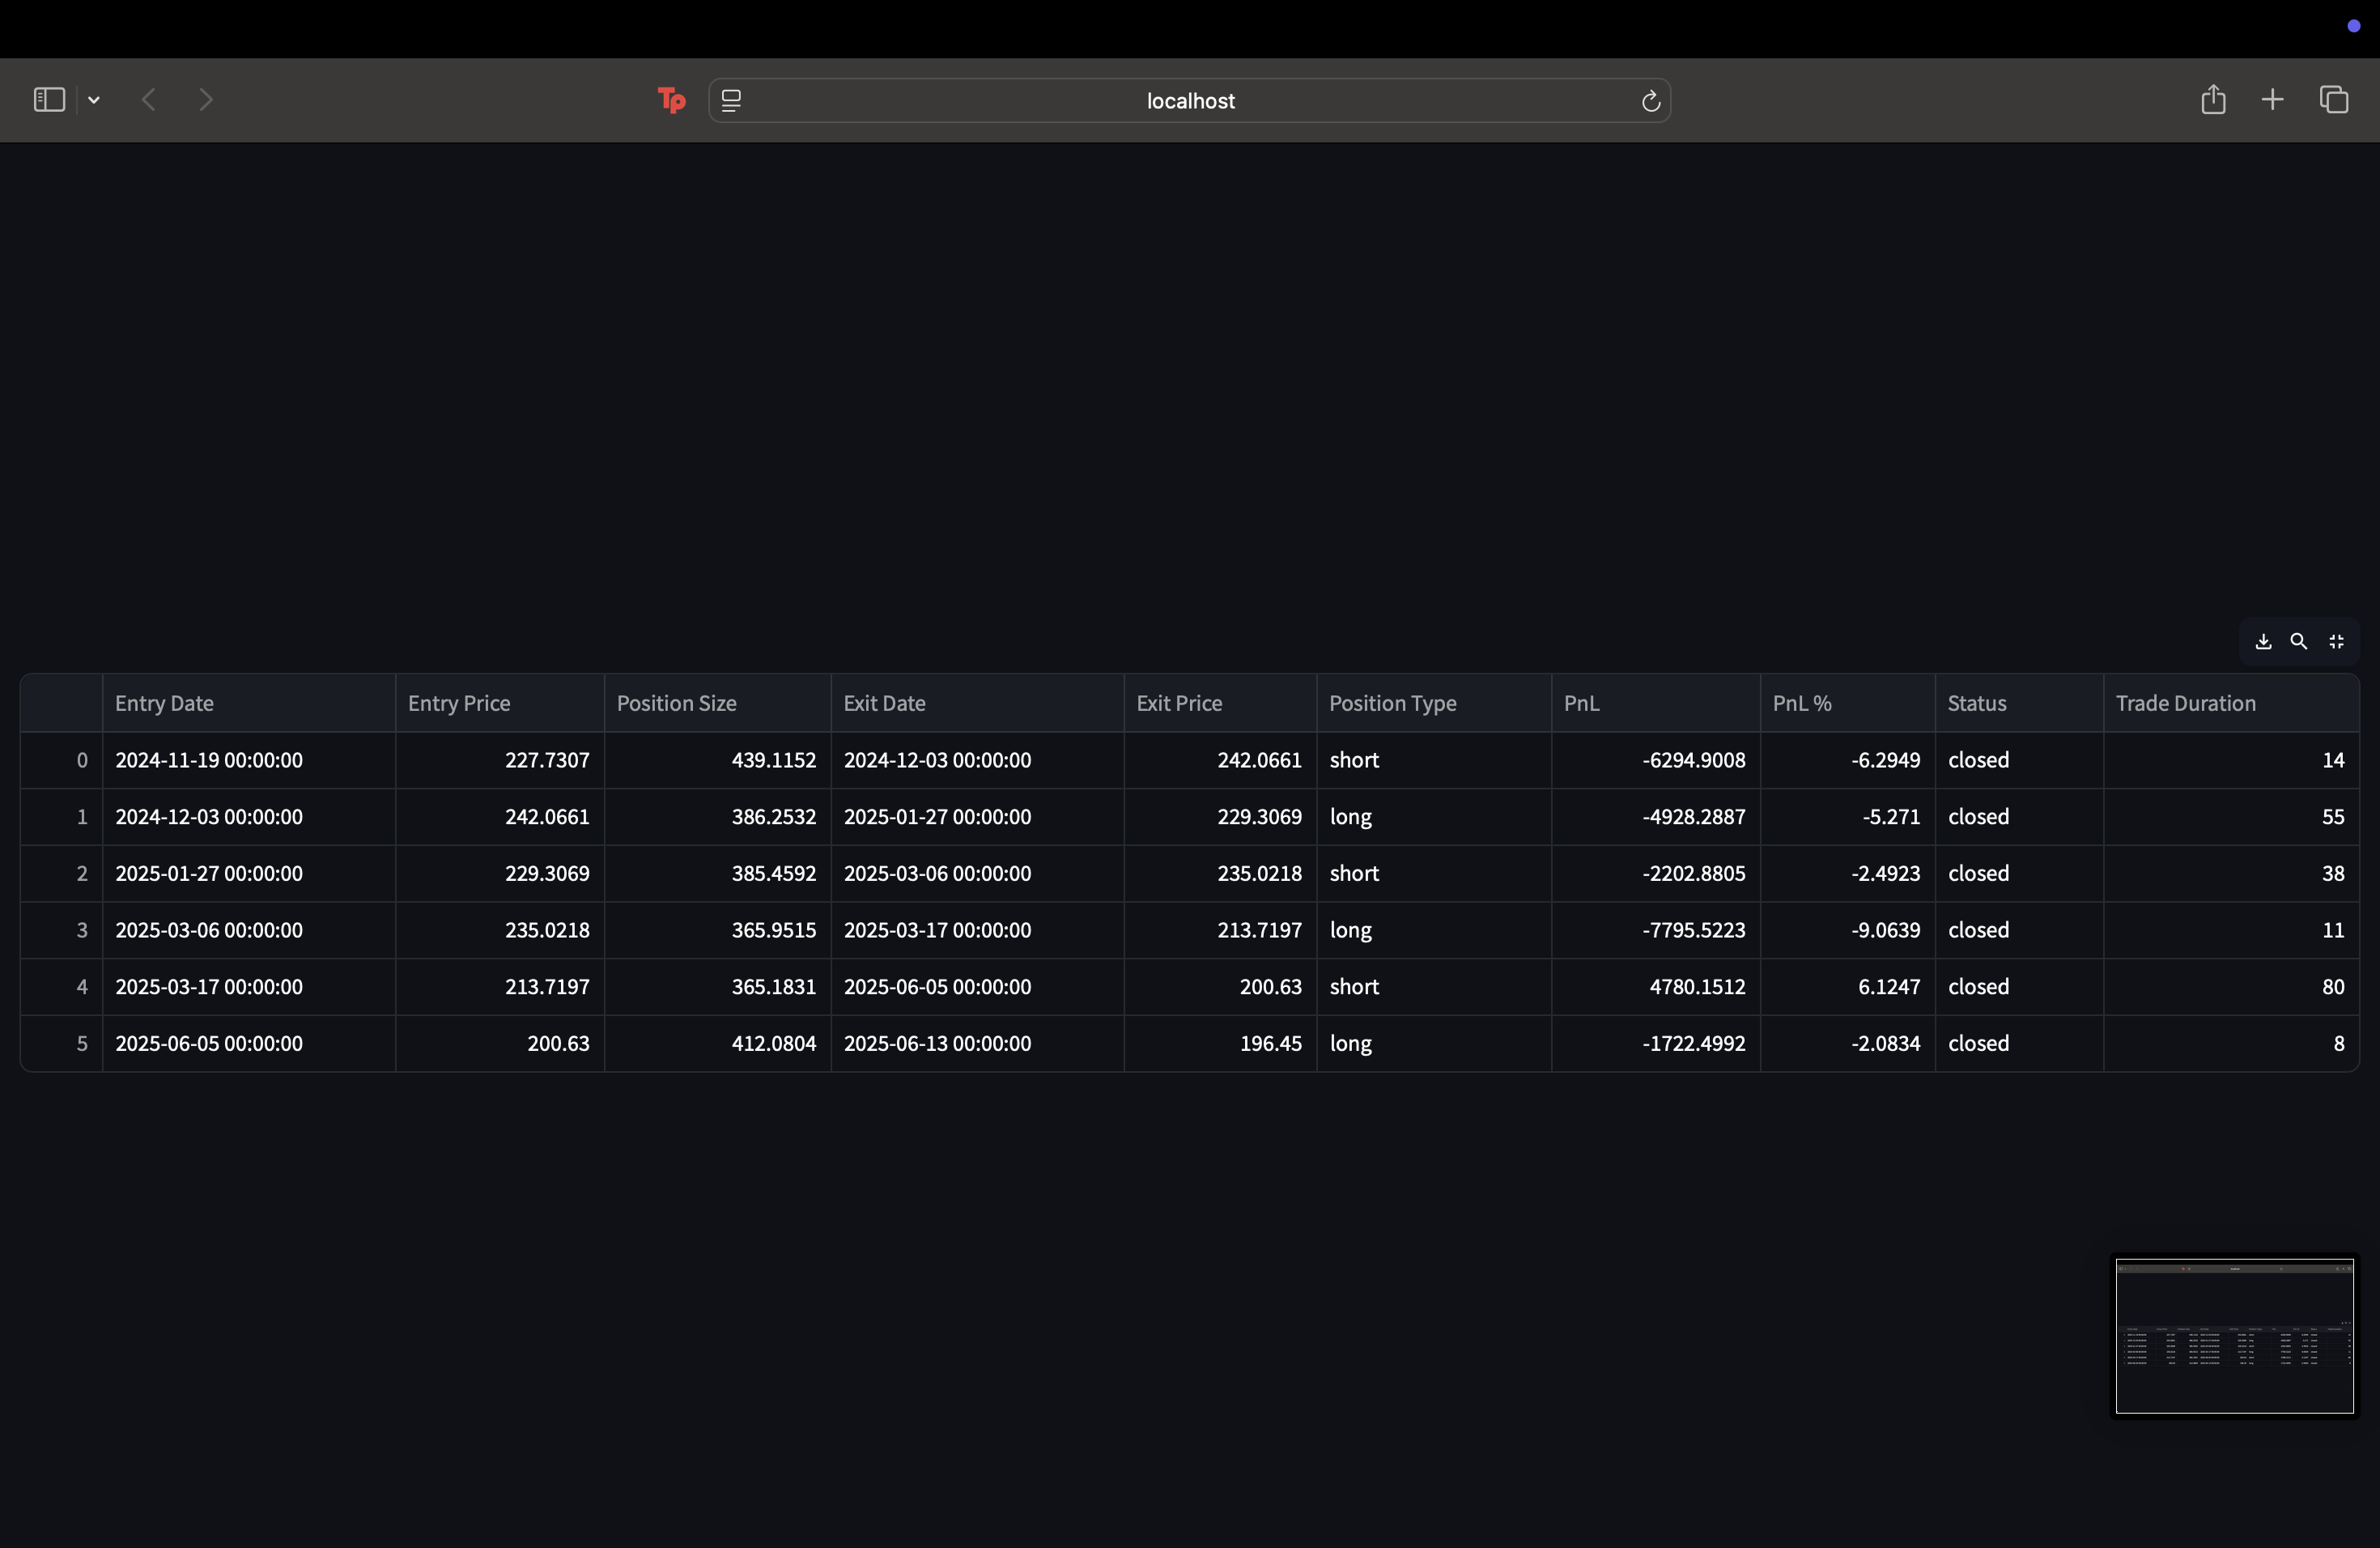 Tp
localhost
Entry Date Entry Price Position Size Exit Date Exit Price Position Type PnL PnL % Status Trade Duration
0 2024-11-19 00:00:00 227.7307 439.1152 2024-12-03 00:00:00 242.0661 short -6294.9008 -6.2949 closed 14
1 2024-12-03 00:00:00 242.0661 386.2532 2025-01-27 00:00:00 229.3069 long -4928.2887 -5.271 closed 55
2 2025-01-27 00:00:00 229.3069 385.4592 2025-03-06 00:00:00 235.0218 short -2202.8805 -2.4923 closed 38
3 2025-03-06 00:00:00 235.0218 365.9515 2025-03-17 00:00:00 213.7197 long -7795.5223 -9.0639 closed 11
4 2025-03-17 00:00:00 213.7197 365.1831 2025-06-05 00:00:00 200.63 short 4780.1512 6.1247 closed 80
5 2025-06-05 00:00:00 200.63 412.0804 2025-06-13 00:00:00 196.45 long -1722.4992 -2.0834 closed 8